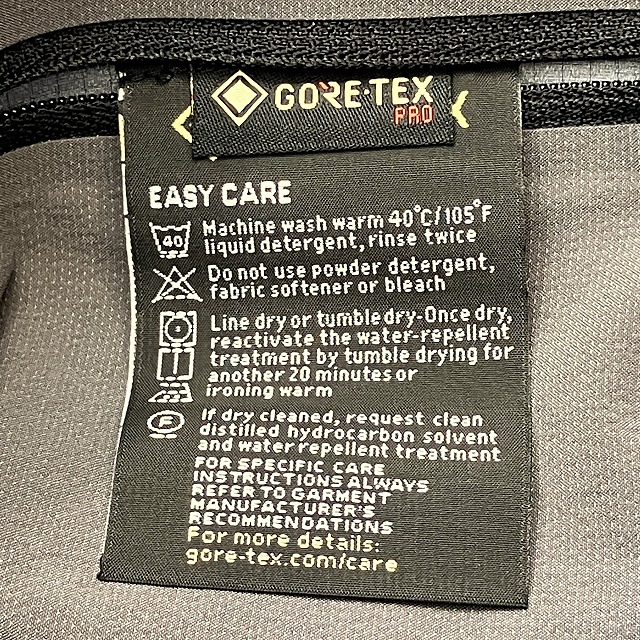 GORE-TEX
PRO
EASY CARE
40
Machine wash warm 40°C/105°F
liquid detergent, rinse twice
Do not use powder detergent,
fabric softener or bleach
Line dry or tumble dry-Once dry,
reactivate the water-repellent
treatment by tumble drying for
another 20 minutes or
ironing warm
F
If dry cleaned, request clean
distilled hydrocarbon solvent
and water repellent treatment
FOR SPECIFIC CARE
INSTRUCTIONS ALWAYS
REFER TO GARMENT
MANUFACTURER'S
RECOMMENDATIONS
For more details:
gore-tex.com/care